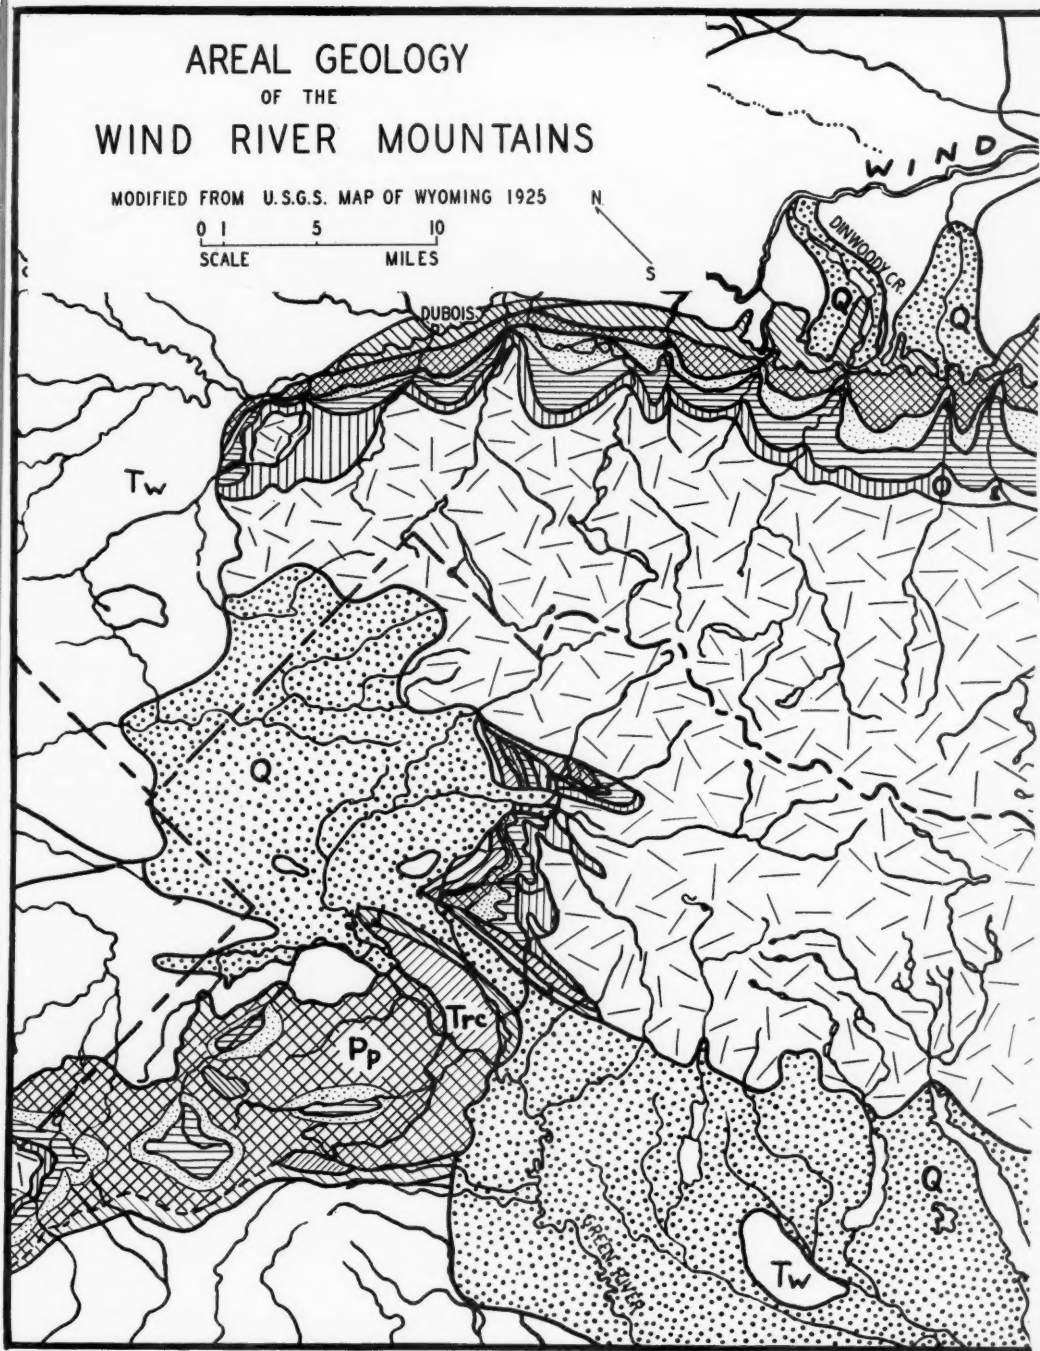 AREAL GEOLOGY
OF THE
WIND RIVER MOUNTAINS
MODIFIED FROM U.S.G.S. MAP OF WYOMING 1925
0 1 5 10
SCALE MILES
N
S
WIND
DINWOODY CR.
Q
Q
DUBOIS
Tw
Q
Trc
Pp
Q
GREEN RIVER
Tw